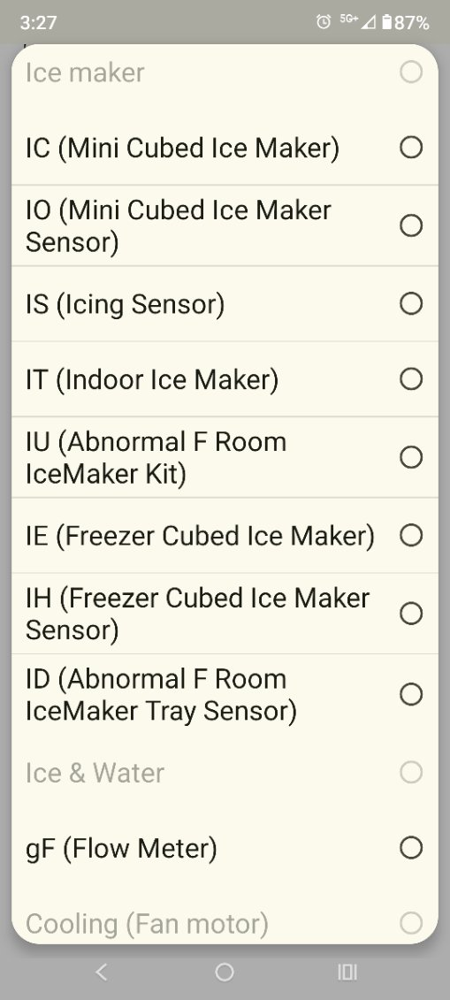 3:27
5G+ 87%
Ice maker
IC (Mini Cubed Ice Maker)
IO (Mini Cubed Ice Maker
Sensor)
IS (Icing Sensor)
IT (Indoor Ice Maker)
IU (Abnormal F Room
IceMaker Kit)
IE (Freezer Cubed Ice Maker)
IH (Freezer Cubed Ice Maker
Sensor)
ID (Abnormal F Room
IceMaker Tray Sensor)
Ice & Water
gF (Flow Meter)
Cooling (Fan motor)